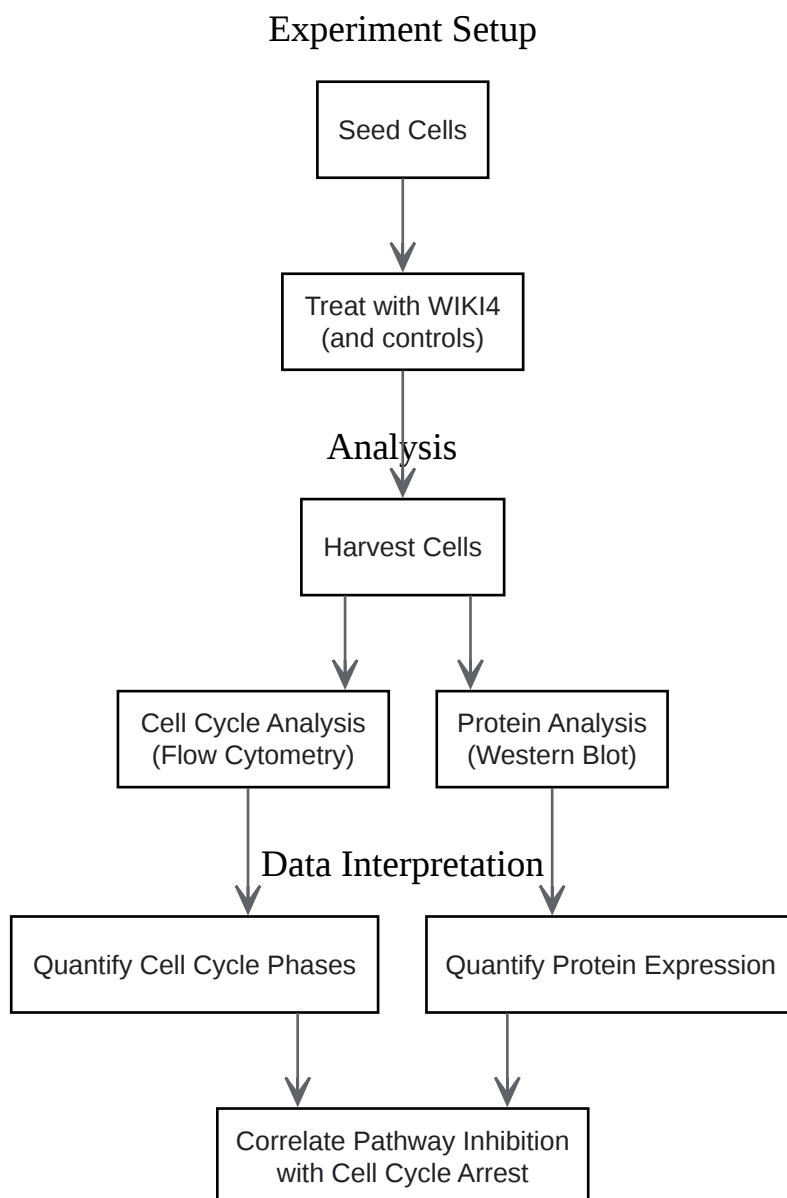 Experiment Setup
Seed Cells
Treat with WIKI4
(and controls)
Analysis
Harvest Cells
Cell Cycle Analysis
(Flow Cytometry)
Protein Analysis
(Western Blot)
Data Interpretation
Quantify Cell Cycle Phases
Quantify Protein Expression
Correlate Pathway Inhibition
with Cell Cycle Arrest